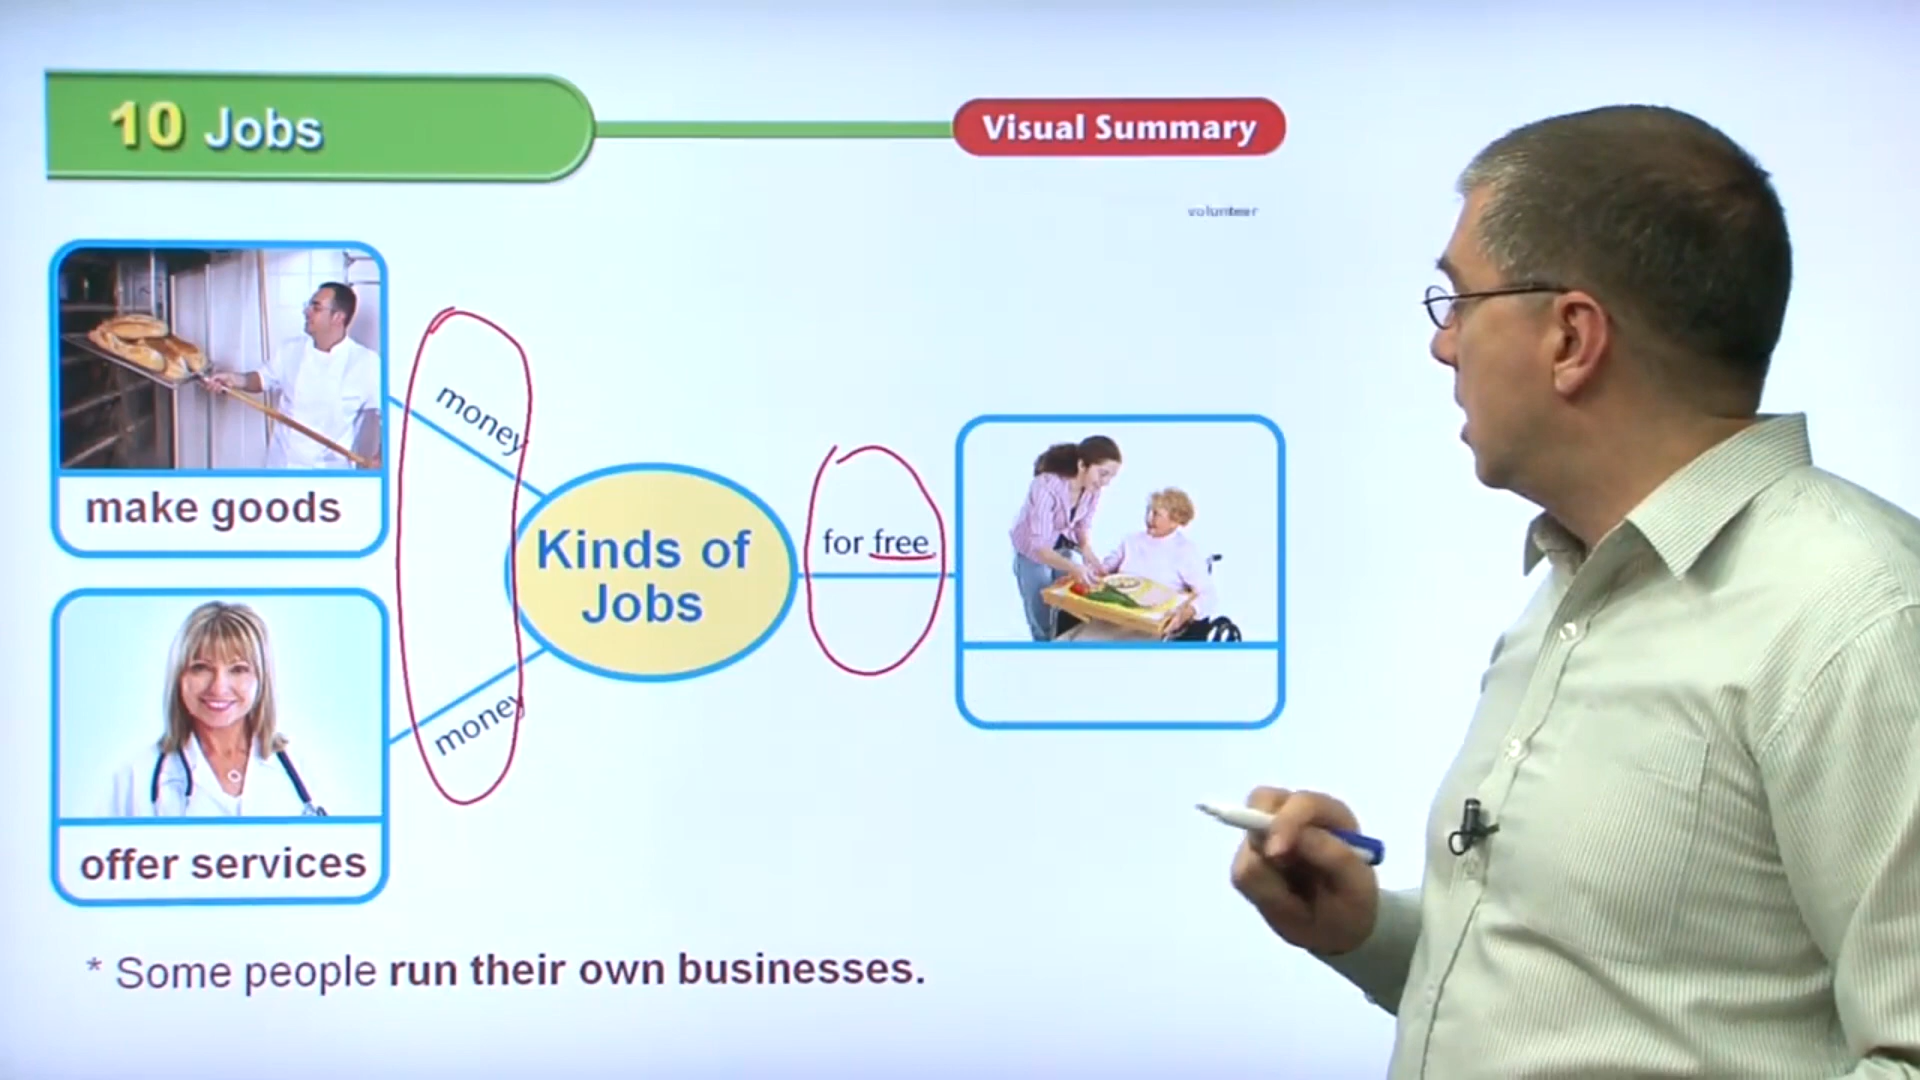 10 Jobs
Visual Summary
volunteer
money
make goods
Kinds of
Jobs
for free
money
offer services
* Some people run their own businesses.